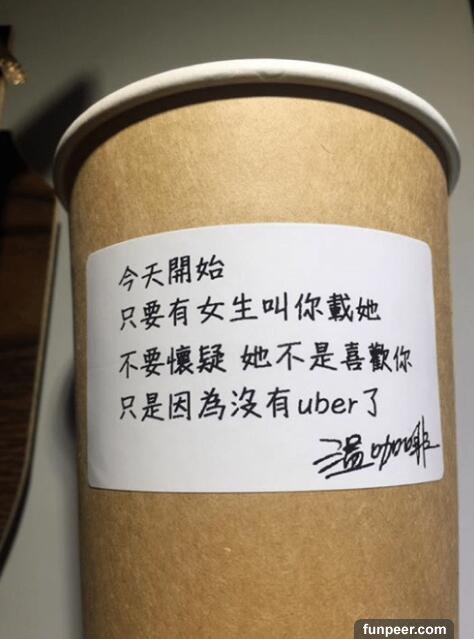 今天開始
只要有女生叫你載她
不要懷疑 她不是喜歡你
只是因為沒有uber了
溫咖啡
funpeer.com